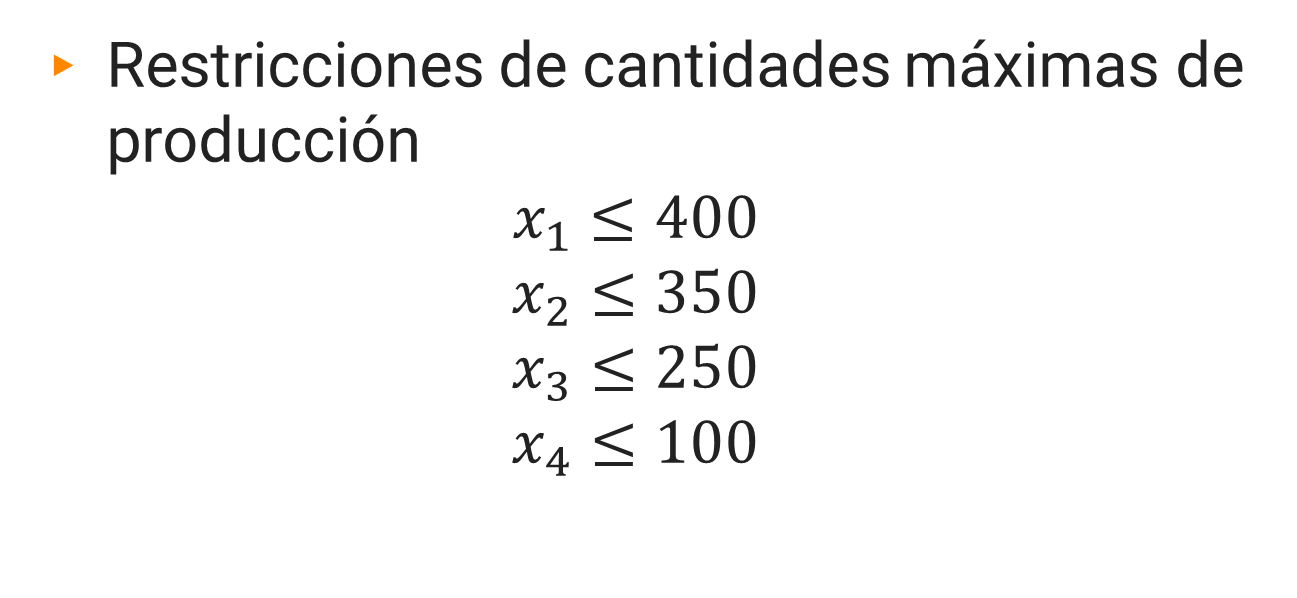 Restricciones de cantidades máximas de
producción
x₁ ≤ 400
x₂ ≤ 350
x₃ ≤ 250
x₄ ≤ 100